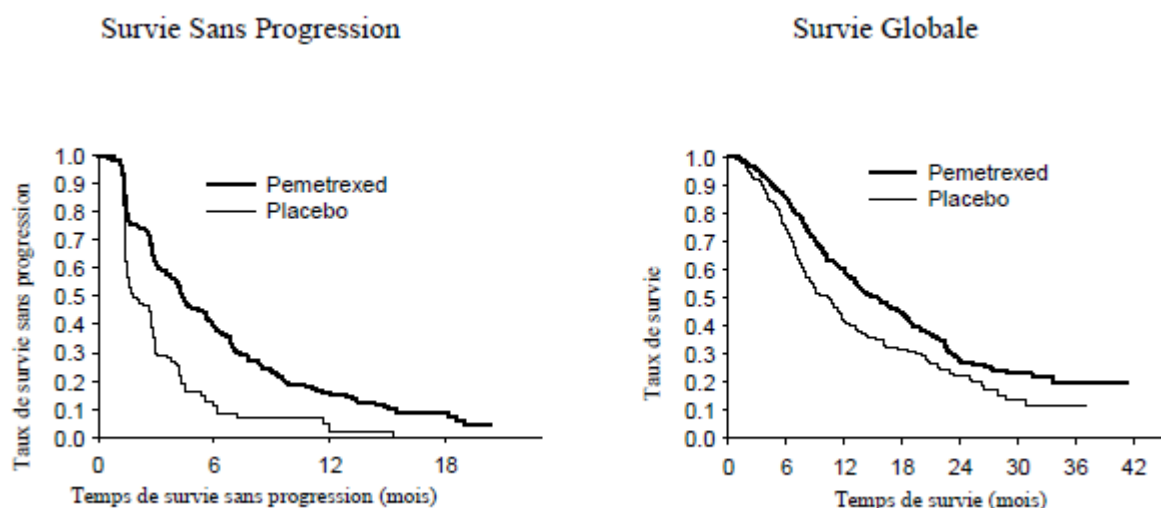 Survie Sans Progression
Survie Globale
Taux de survie sans progression
1.0
0.9
0.8
0.7
0.6
0.5
0.4
0.3
0.2
0.1
0.0
Pemetrexed
Placebo
0 6 12 18
Temps de survie sans progression (mois)
Taux de survie
1.0
0.9
0.8
0.7
0.6
0.5
0.4
0.3
0.2
0.1
0.0
Pemetrexed
Placebo
0 6 12 18 24 30 36 42
Temps de survie (mois)